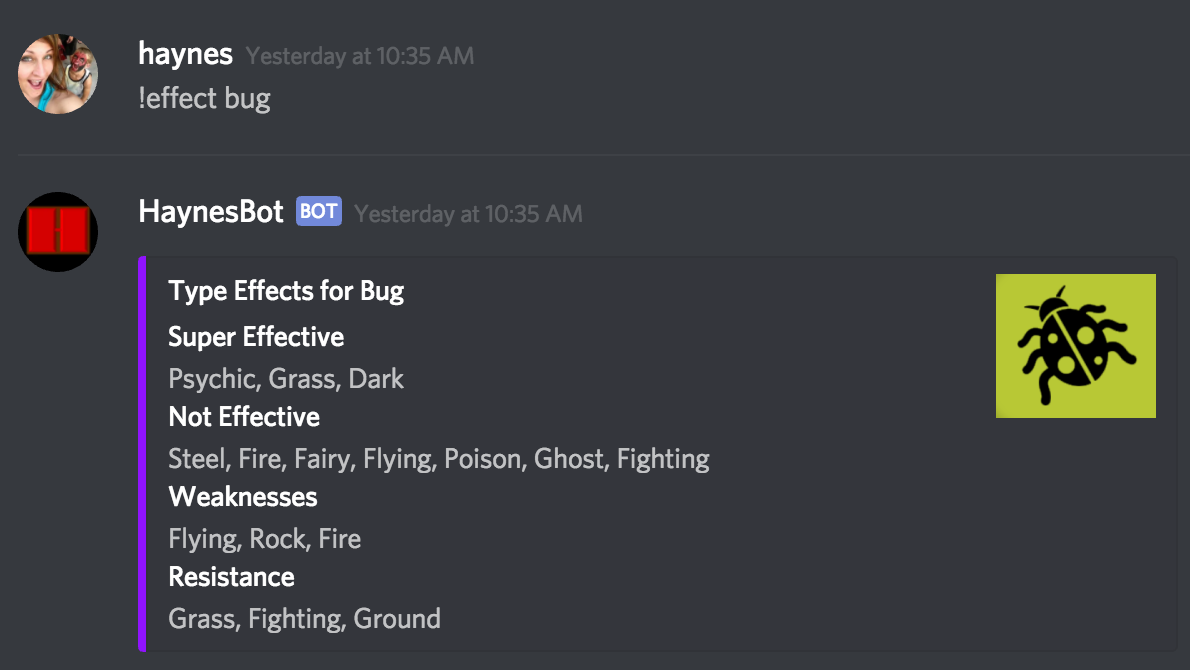 haynes Yesterday at 10:35 AM
!effect bug
HaynesBot BOT Yesterday at 10:35 AM
Type Effects for Bug
Super Effective
Psychic, Grass, Dark
Not Effective
Steel, Fire, Fairy, Flying, Poison, Ghost, Fighting
Weaknesses
Flying, Rock, Fire
Resistance
Grass, Fighting, Ground